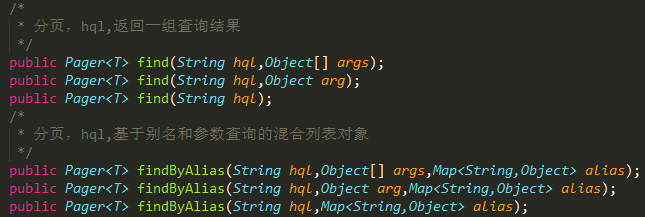 /*
 * 分页，hql,返回一组查询结果
 */
public Pager<T> find(String hql,Object[] args);
public Pager<T> find(String hql,Object arg);
public Pager<T> find(String hql);
/*
 * 分页，hql,基于别名和参数查询的混合列表对象
 */
public Pager<T> findByAlias(String hql,Object[] args,Map<String,Object> alias);
public Pager<T> findByAlias(String hql,Object arg,Map<String,Object> alias);
public Pager<T> findByAlias(String hql,Map<String,Object> alias);